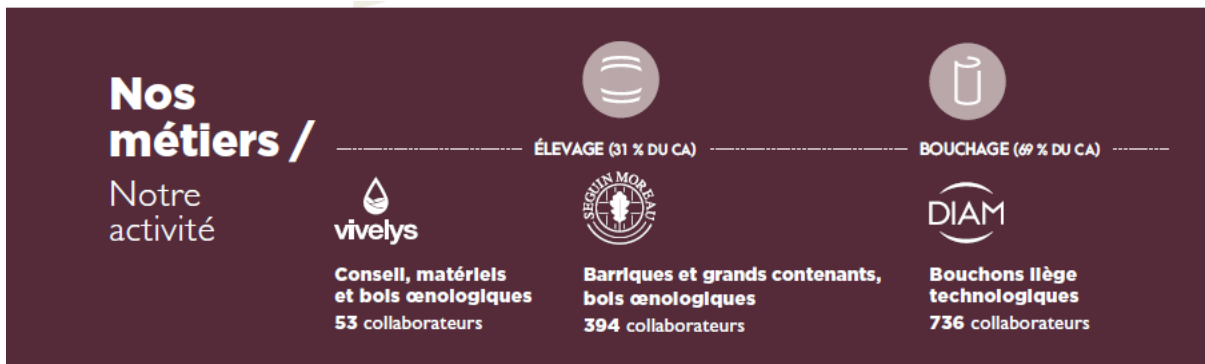 Nos
métiers /
Notre
activité
ÉLEVAGE (31 % DU CA)
BOUCHAGE (69 % DU CA)
vivelys
Conseil, matériels
et bois œnologiques
53 collaborateurs
SEGUIN MOREAU
Barriques et grands contenants,
bois œnologiques
394 collaborateurs
DIAM
Bouchons liège
technologiques
736 collaborateurs